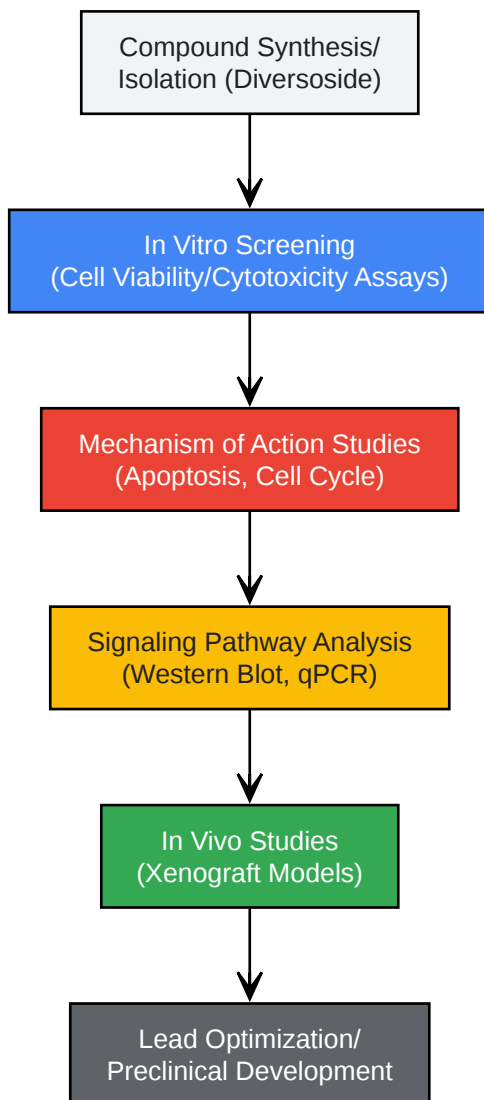 Compound Synthesis/
Isolation (Diversoside)
In Vitro Screening
(Cell Viability/Cytotoxicity Assays)
Mechanism of Action Studies
(Apoptosis, Cell Cycle)
Signaling Pathway Analysis
(Western Blot, qPCR)
In Vivo Studies
(Xenograft Models)
Lead Optimization/
Preclinical Development